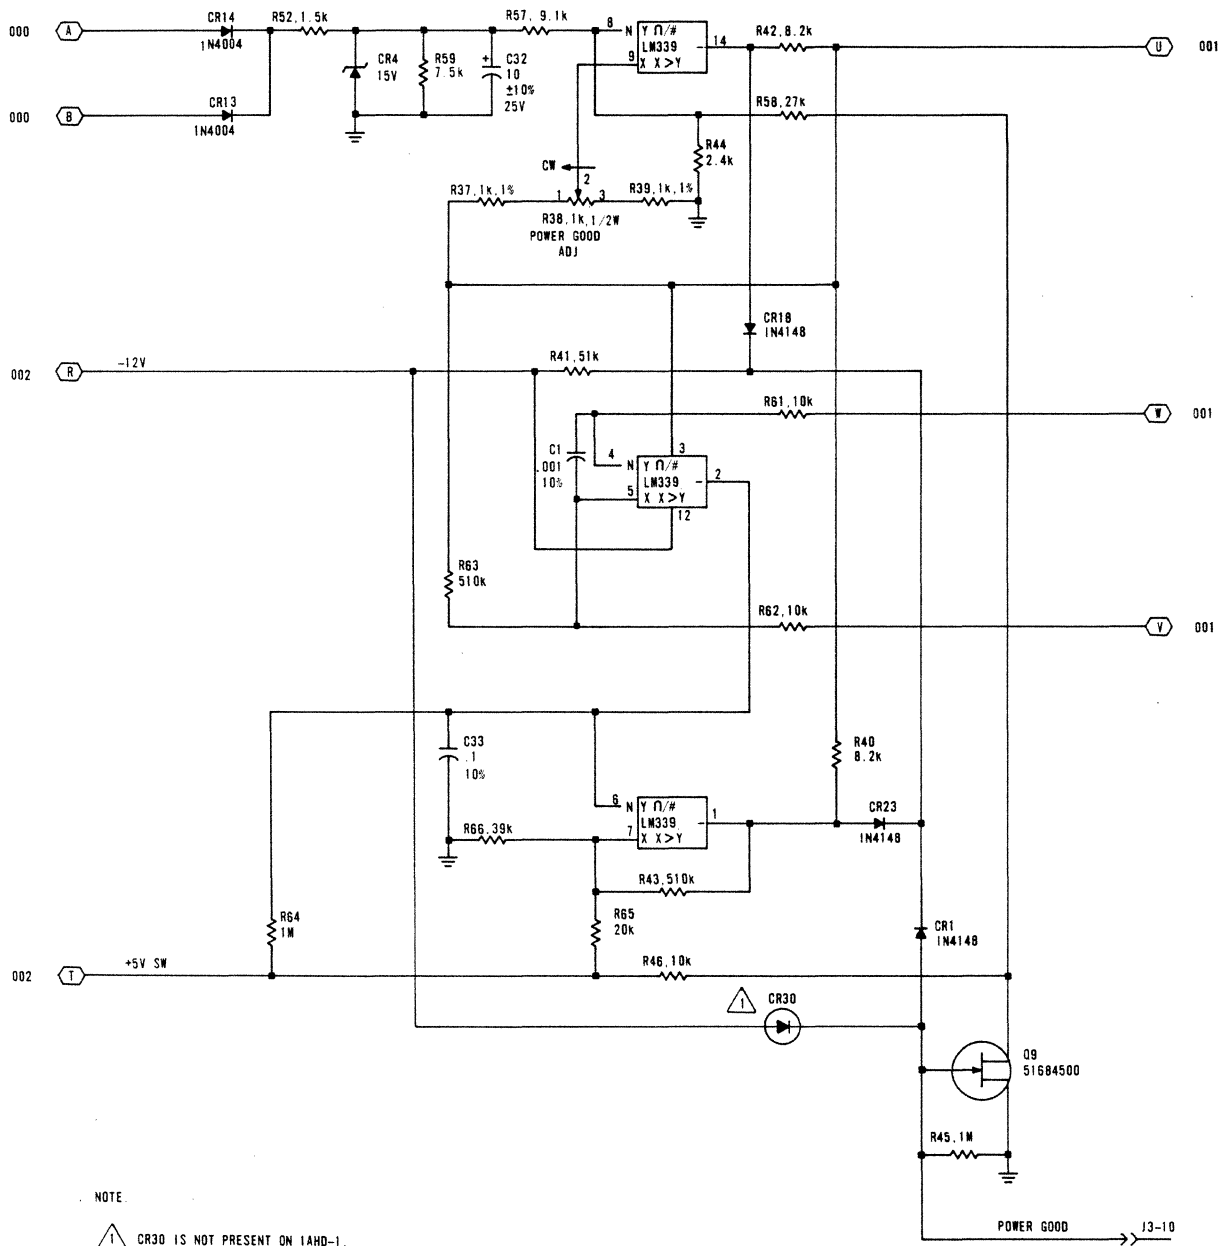 000 A CR14 1N4004 R52,1.5k R57, 9.1k 8 N Y ∩/# LM339 X X>Y 9 14 R42,8.2k U 001
CR4 15V
R59 7.5k
+ C32 10 ±10% 25V
000 B CR13 1N4004
R58,27k
R44 2.4k
CW 2
R37,1k,1% 1 3 R39,1k,1%
R38,1k,1/2W
POWER GOOD
ADJ
CR18
1N4148
002 R -12V R41,51k
R61,10k W 001
C1
.001
10%
4 N Y ∩/# 3
LM339 - 2
5 X X>Y
12
R63
510k
R62,10k V 001
C33
.1
10%
R40
8.2k
6 N Y ∩/#
LM339 - 1
7 X X>Y
CR23
1N4148
R66,39k
R43,510k
R64
1M
R65
20k
CR1
1N4148
002 T +5V SW R46,10k
1 CR30
Q9
51684500
R45,1M
NOTE
1 CR30 IS NOT PRESENT ON 1AHD-1.
POWER GOOD J3-10